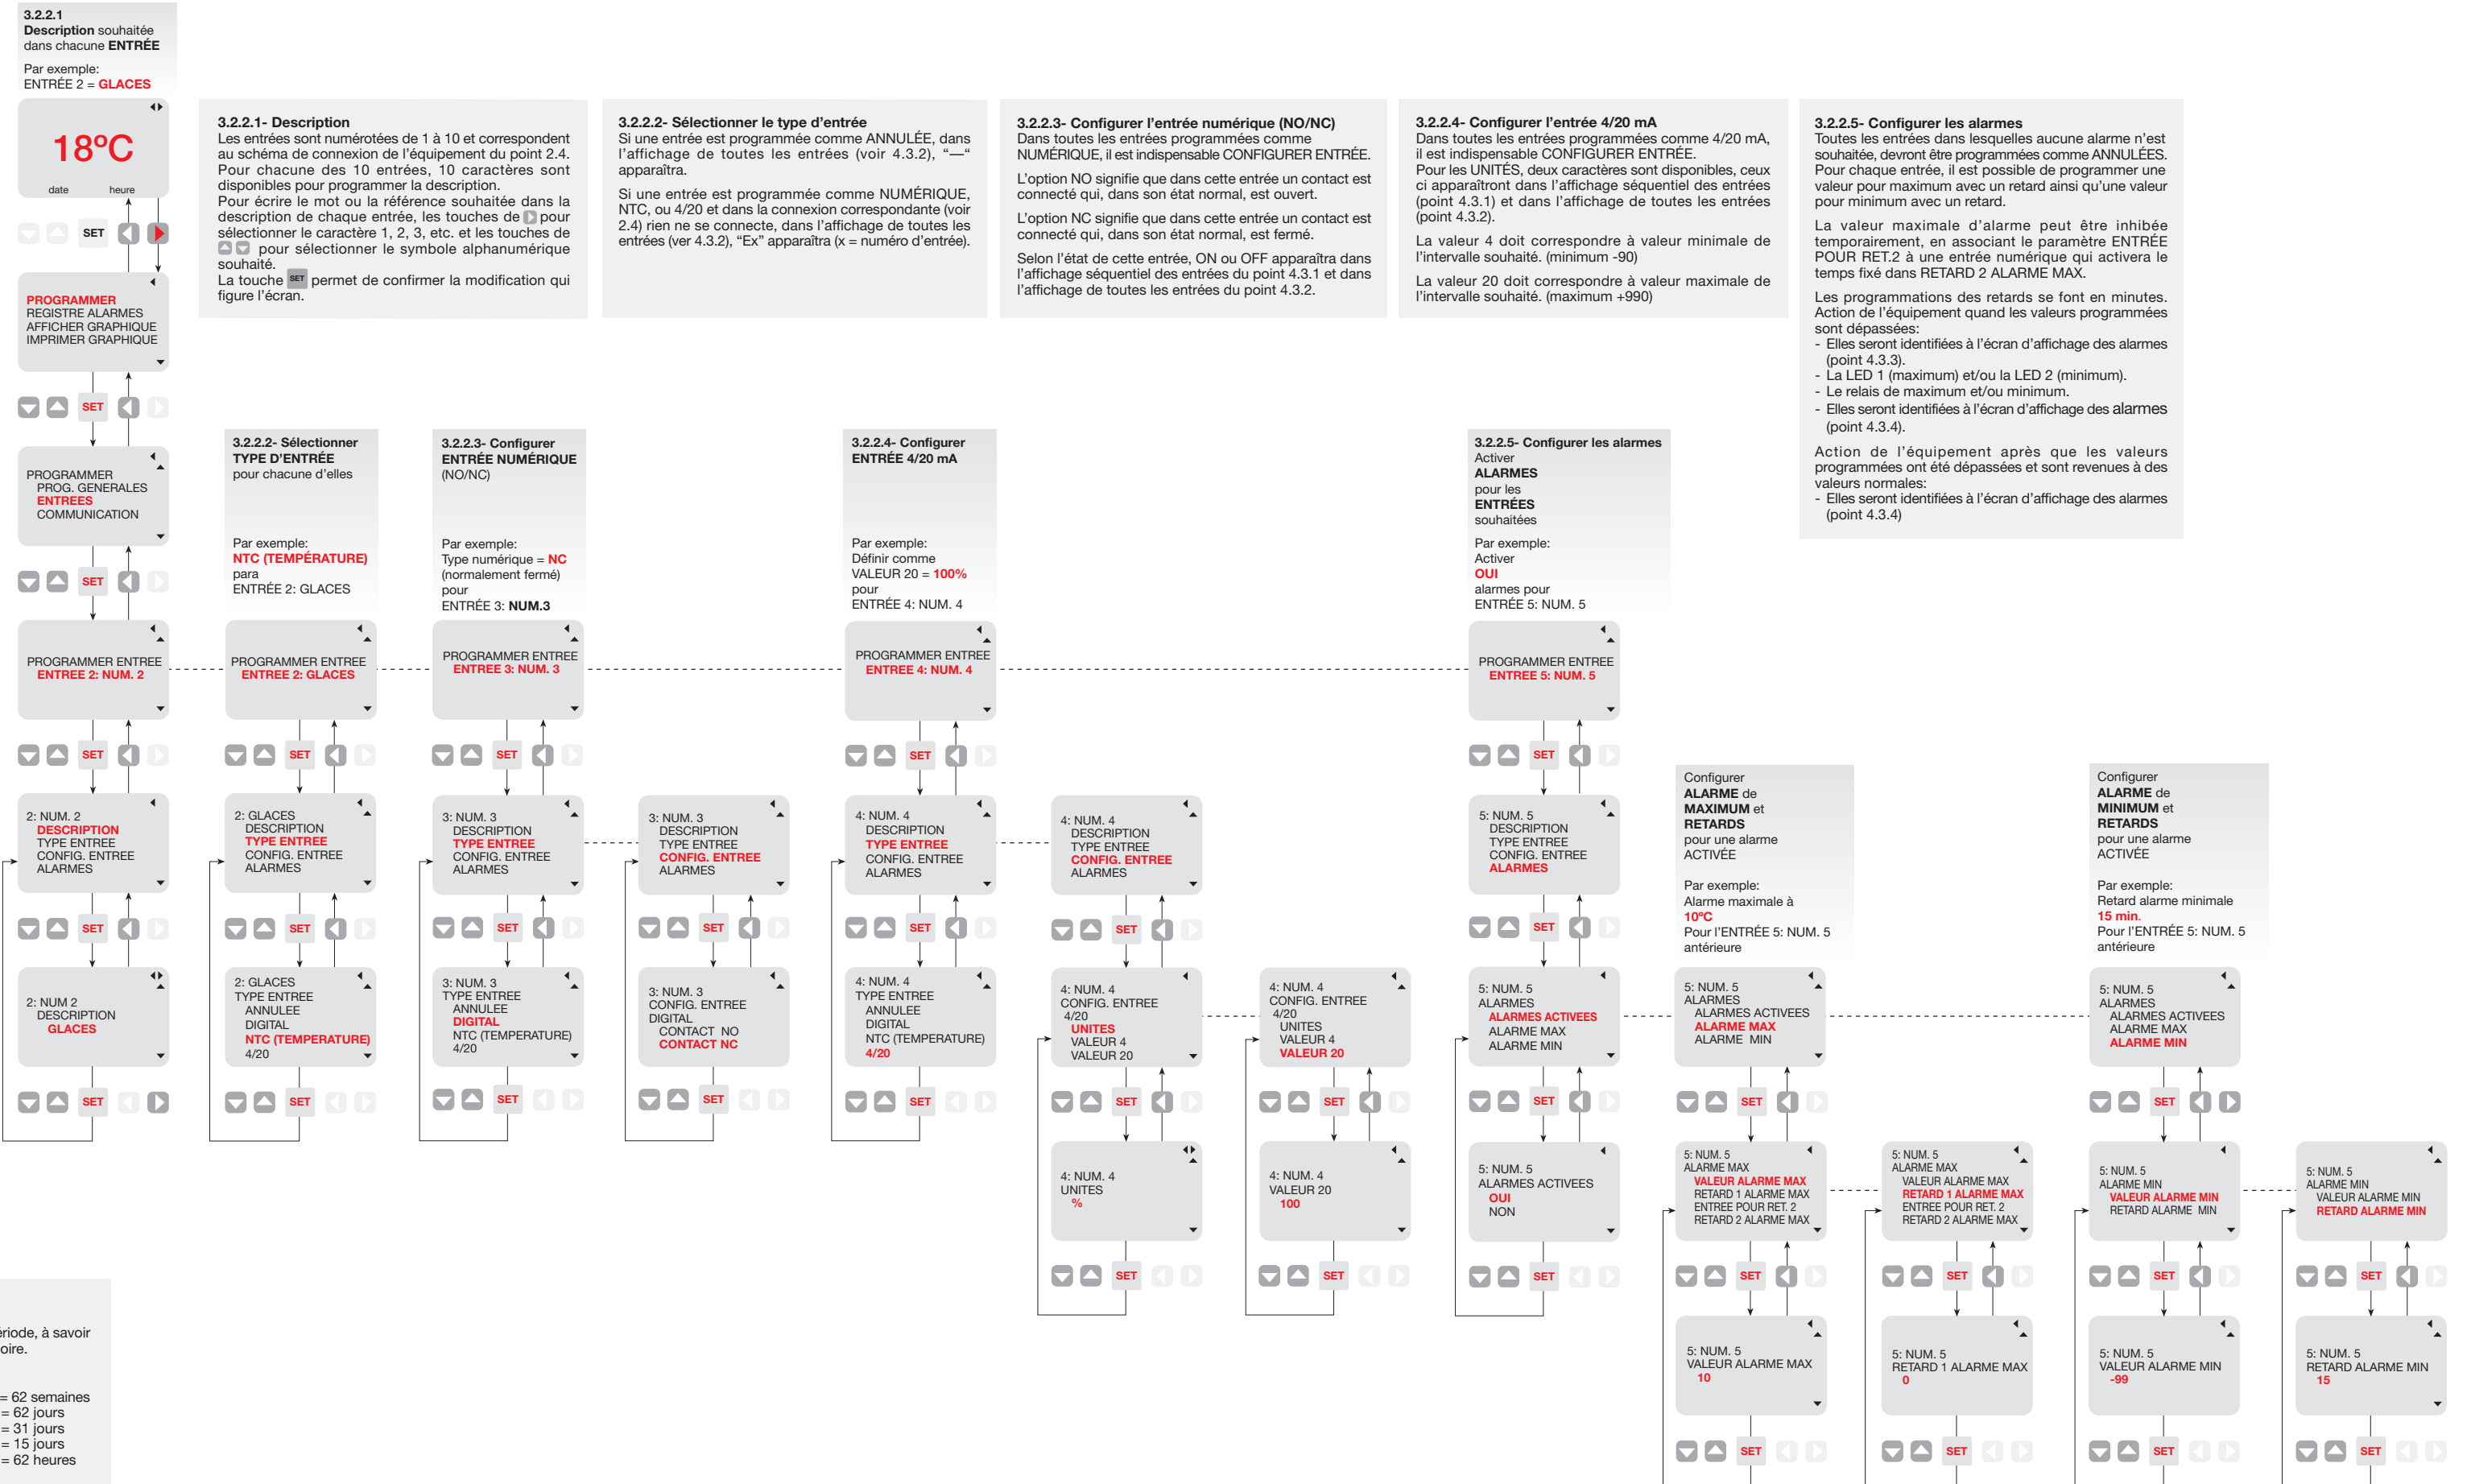 3.2.2.1
Description souhaitée
dans chacune ENTRÉE
Par exemple:
ENTRÉE 2 = GLACES
18ºC
date heure
SET
PROGRAMMER
REGISTRE ALARMES
AFFICHER GRAPHIQUE
IMPRIMER GRAPHIQUE
SET
PROGRAMMER
PROG. GENERALES
ENTREES
COMMUNICATION
SET
PROGRAMMER ENTREE
ENTREE 2: NUM. 2
SET
2: NUM. 2
DESCRIPTION
TYPE ENTREE
CONFIG. ENTREE
ALARMES
SET
2: NUM 2
DESCRIPTION
GLACES
SET
3.2.2.1- Description
Les entrées sont numérotées de 1 à 10 et correspondent
au schéma de connexion de l'équipement du point 2.4.
Pour chacune des 10 entrées, 10 caractères sont
disponibles pour programmer la description.
Pour écrire le mot ou la référence souhaitée dans la
description de chaque entrée, les touches de pour
sélectionner le caractère 1, 2, 3, etc. et les touches de
pour sélectionner le symbole alphanumérique
souhaité.
La touche SET permet de confirmer la modification qui
figure l'écran.
3.2.2.2- Sélectionner le type d'entrée
Si une entrée est programmée comme ANNULÉE, dans
l'affichage de toutes les entrées (voir 4.3.2), "—"
apparaîtra.
Si une entrée est programmée comme NUMÉRIQUE,
NTC, ou 4/20 et dans la connexion correspondante (voir
2.4) rien ne se connecte, dans l'affichage de toutes les
entrées (ver 4.3.2), "Ex" apparaîtra (x = numéro d'entrée).
3.2.2.3- Configurer l'entrée numérique (NO/NC)
Dans toutes les entrées programmées comme
NUMÉRIQUE, il est indispensable CONFIGURER ENTRÉE.
L'option NO signifie que dans cette entrée un contact est
connecté qui, dans son état normal, est ouvert.
L'option NC signifie que dans cette entrée un contact est
connecté qui, dans son état normal, est fermé.
Selon l'état de cette entrée, ON ou OFF apparaîtra dans
l'affichage séquentiel des entrées du point 4.3.1 et dans
l'affichage de toutes les entrées du point 4.3.2.
3.2.2.4- Configurer l'entrée 4/20 mA
Dans toutes les entrées programmées comme 4/20 mA,
il est indispensable CONFIGURER ENTRÉE.
Pour les UNITÉS, deux caractères sont disponibles, ceux
ci apparaîtront dans l'affichage séquentiel des entrées
(point 4.3.1) et dans l'affichage de toutes les entrées
(point 4.3.2).
La valeur 4 doit correspondre à valeur minimale de
l'intervalle souhaité. (minimum -90)
La valeur 20 doit correspondre à valeur maximale de
l'intervalle souhaité. (maximum +990)
3.2.2.5- Configurer les alarmes
Toutes les entrées dans lesquelles aucune alarme n'est
souhaitée, devront être programmées comme ANNULÉES.
Pour chaque entrée, il est possible de programmer une
valeur pour maximum avec un retard ainsi qu'une valeur
pour minimum avec un retard.
La valeur maximale d'alarme peut être inhibée
temporairement, en associant le paramètre ENTRÉE
POUR RET.2 à une entrée numérique qui activera le
temps fixé dans RETARD 2 ALARME MAX.
Les programmations des retards se font en minutes.
Action de l'équipement quand les valeurs programmées
sont dépassées:
- Elles seront identifiées à l'écran d'affichage des alarmes
(point 4.3.3).
- La LED 1 (maximum) et/ou la LED 2 (minimum).
- Le relais de maximum et/ou minimum.
- Elles seront identifiées à l'écran d'affichage des alarmes
(point 4.3.4).
Action de l'équipement après que les valeurs
programmées ont été dépassées et sont revenues à des
valeurs normales:
- Elles seront identifiées à l'écran d'affichage des alarmes
(point 4.3.4)
3.2.2.2- Sélectionner
TYPE D'ENTRÉE
pour chacune d'elles
Par exemple:
NTC (TEMPÉRATURE)
para
ENTRÉE 2: GLACES
PROGRAMMER ENTREE
ENTREE 2: GLACES
SET
2: GLACES
DESCRIPTION
TYPE ENTREE
CONFIG. ENTREE
ALARMES
SET
2: GLACES
TYPE ENTREE
ANNULEE
DIGITAL
NTC (TEMPERATURE)
4/20
SET
3.2.2.3- Configurer
ENTRÉE NUMÉRIQUE
(NO/NC)
Par exemple:
Type numérique = NC
(normalement fermé)
pour
ENTRÉE 3: NUM.3
PROGRAMMER ENTREE
ENTREE 3: NUM. 3
SET
3: NUM. 3
DESCRIPTION
TYPE ENTREE
CONFIG. ENTREE
ALARMES
SET
3: NUM. 3
TYPE ENTREE
ANNULEE
DIGITAL
NTC (TEMPERATURE)
4/20
SET
3: NUM. 3
DESCRIPTION
TYPE ENTREE
CONFIG. ENTREE
ALARMES
SET
3: NUM. 3
CONFIG. ENTREE
DIGITAL
CONTACT NO
CONTACT NC
SET
3.2.2.4- Configurer
ENTRÉE 4/20 mA
Par exemple:
Définir comme
VALEUR 20 = 100%
pour
ENTRÉE 4: NUM. 4
PROGRAMMER ENTREE
ENTREE 4: NUM. 4
SET
4: NUM. 4
DESCRIPTION
TYPE ENTREE
CONFIG. ENTREE
ALARMES
SET
4: NUM. 4
TYPE ENTREE
ANNULEE
DIGITAL
NTC (TEMPERATURE)
4/20
SET
4: NUM. 4
DESCRIPTION
TYPE ENTREE
CONFIG. ENTREE
ALARMES
SET
4: NUM. 4
CONFIG. ENTREE
4/20
UNITES
VALEUR 4
VALEUR 20
SET
4: NUM. 4
UNITES
%
SET
4: NUM. 4
CONFIG. ENTREE
4/20
UNITES
VALEUR 4
VALEUR 20
SET
4: NUM. 4
VALEUR 20
100
SET
3.2.2.5- Configurer les alarmes
Activer
ALARMES
pour les
ENTRÉES
souhaitées
Par exemple:
Activer
OUI
alarmes pour
ENTRÉE 5: NUM. 5
PROGRAMMER ENTREE
ENTREE 5: NUM. 5
SET
5: NUM. 5
DESCRIPTION
TYPE ENTREE
CONFIG. ENTREE
ALARMES
SET
5: NUM. 5
ALARMES
ALARMES ACTIVEES
ALARME MAX
ALARME MIN
SET
5: NUM. 5
ALARMES ACTIVEES
OUI
NON
SET
Configurer
ALARME de
MAXIMUM et
RETARDS
pour une alarme
ACTIVÉE
Par exemple:
Alarme maximale à
10ºC
Pour l'ENTRÉE 5: NUM. 5
antérieure
5: NUM. 5
ALARMES
ALARMES ACTIVEES
ALARME MAX
ALARME MIN
SET
5: NUM. 5
ALARME MAX
VALEUR ALARME MAX
RETARD 1 ALARME MAX
ENTREE POUR RET. 2
RETARD 2 ALARME MAX
SET
5: NUM. 5
VALEUR ALARME MAX
10
SET
5: NUM. 5
ALARME MAX
VALEUR ALARME MAX
RETARD 1 ALARME MAX
ENTREE POUR RET. 2
RETARD 2 ALARME MAX
SET
5: NUM. 5
RETARD 1 ALARME MAX
0
SET
Configurer
ALARME de
MINIMUM et
RETARDS
pour une alarme
ACTIVÉE
Par exemple:
Retard alarme minimale
15 min.
Pour l'ENTRÉE 5: NUM. 5
antérieure
5: NUM. 5
ALARMES
ALARMES ACTIVEES
ALARME MAX
ALARME MIN
SET
5: NUM. 5
ALARME MIN
VALEUR ALARME MIN
RETARD ALARME MIN
SET
5: NUM. 5
VALEUR ALARME MIN
-99
SET
5: NUM. 5
ALARME MIN
VALEUR ALARME MIN
RETARD ALARME MIN
SET
5: NUM. 5
RETARD ALARME MIN
15
SET
ériode, à savoir
oire.
= 62 semaines
= 62 jours
= 31 jours
= 15 jours
= 62 heures